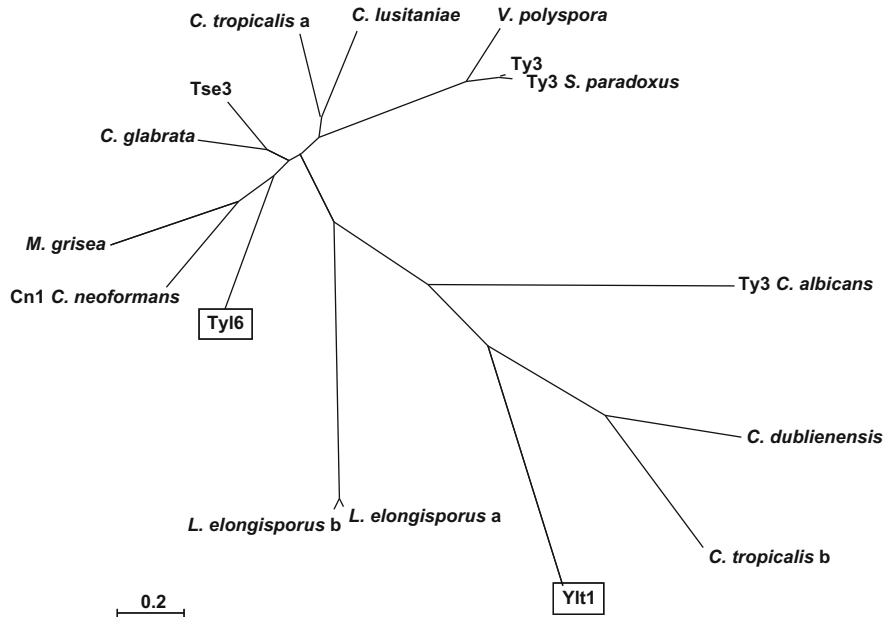 C. tropicalis a
C. lusitaniae
V. polyspora
Ty3
Ty3 S. paradoxus
Tse3
C. glabrata
M. grisea
Cn1 C. neoformans
Tyl6
Ty3 C. albicans
C. dublienensis
L. elongisporus b
L. elongisporus a
C. tropicalis b
Ylt1
0.2